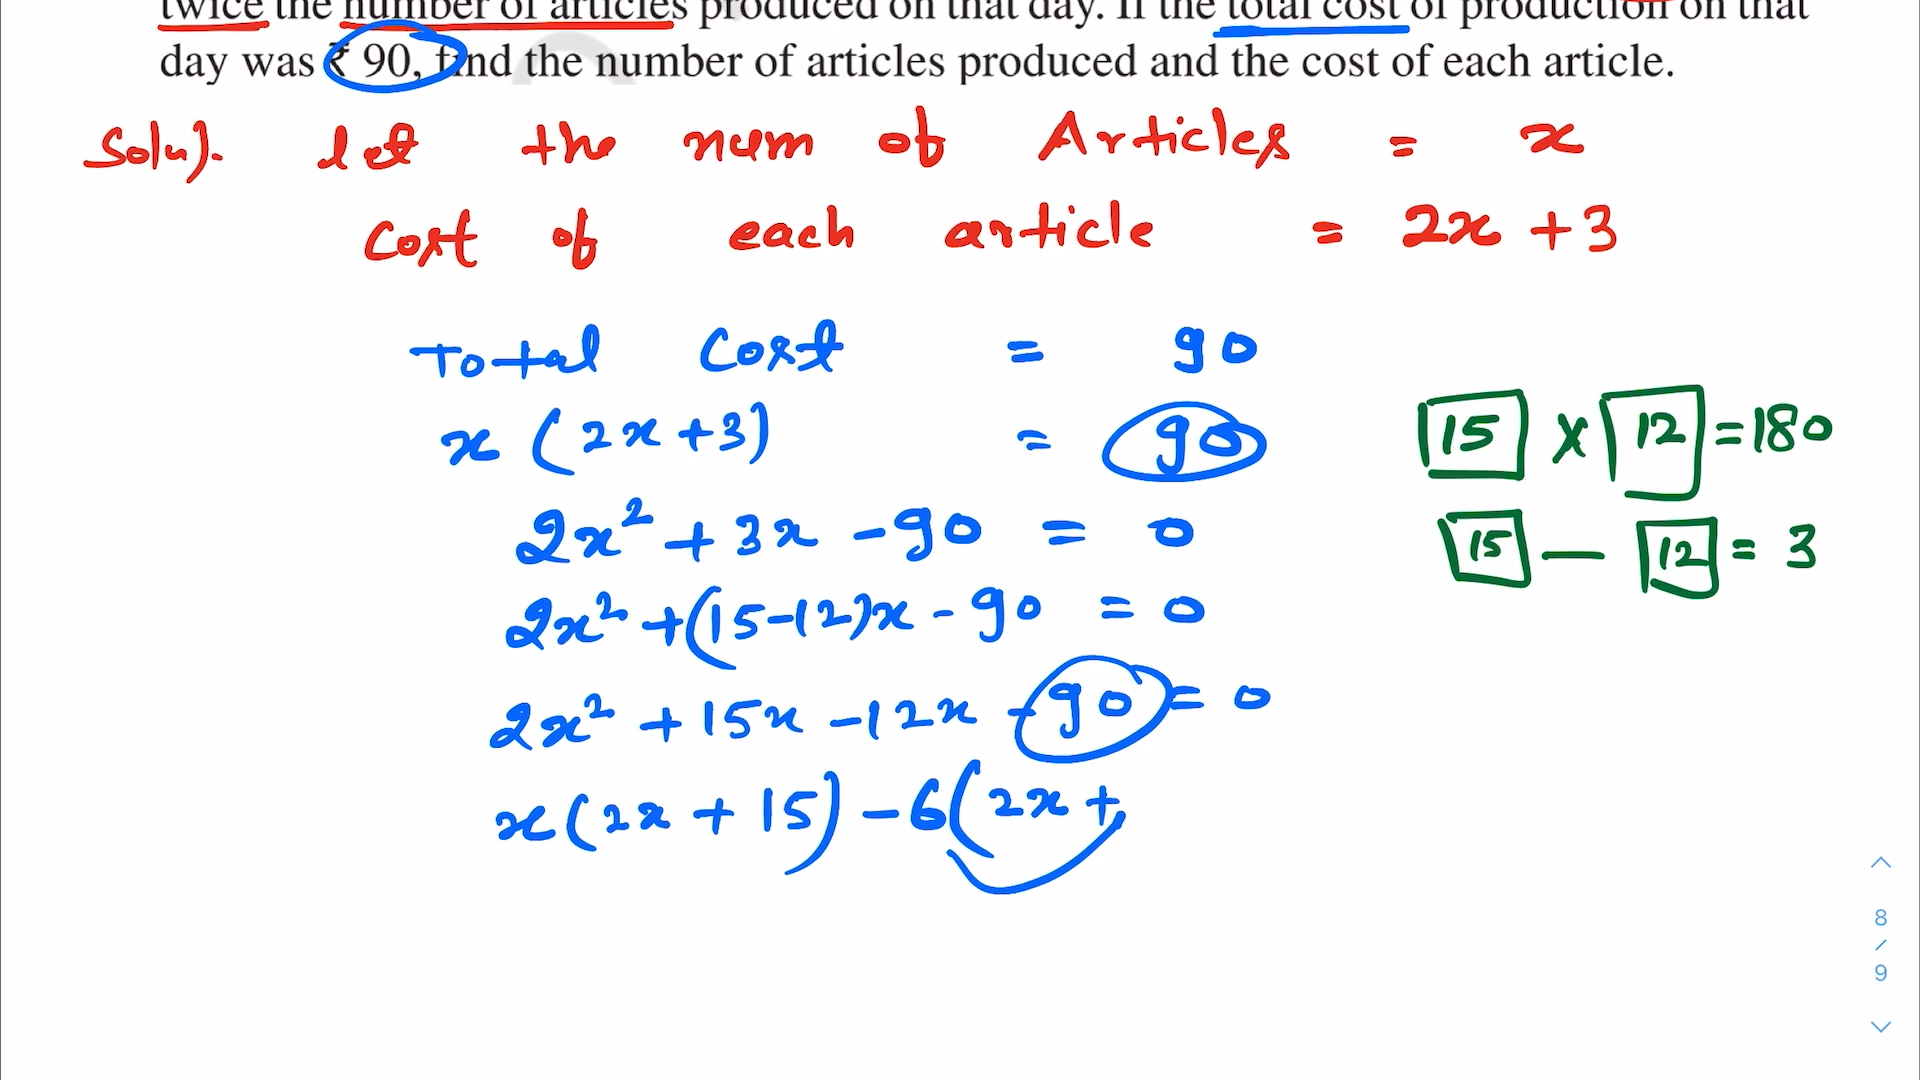 twice the number of articles produced on that day. If the total cost of production on that
day was ₹ 90, find the number of articles produced and the cost of each article.
Soln). let the num of Articles = x
Cost of each article = 2x + 3
Total Cost = 90
x (2x + 3) = 90
15 × 12 = 180
2x² + 3x - 90 = 0
15 - 12 = 3
2x² + (15-12)x - 90 = 0
2x² + 15x - 12x - 90 = 0
x(2x + 15) - 6(2x +
8
/
9